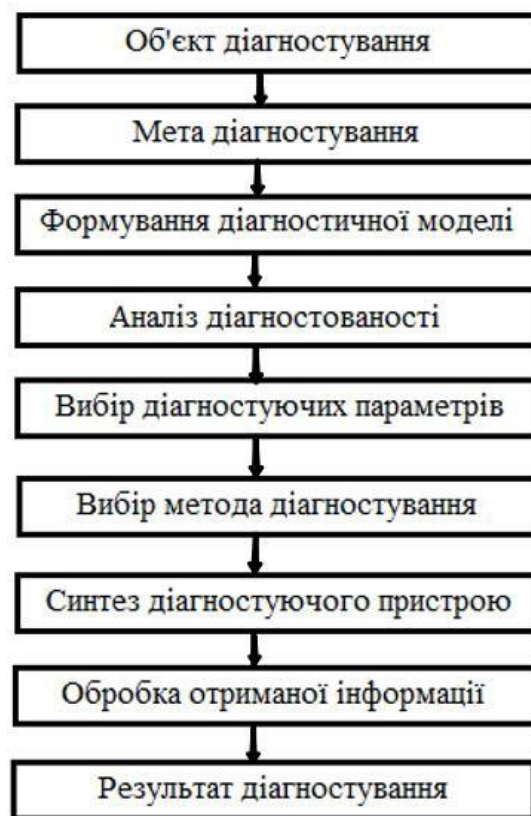 Об'єкт діагностування
Мета діагностування
Формування діагностичної моделі
Аналіз діагностованості
Вибір діагностуючих параметрів
Вибір метода діагностування
Синтез діагностуючого пристрою
Обробка отриманої інформації
Результат діагностування